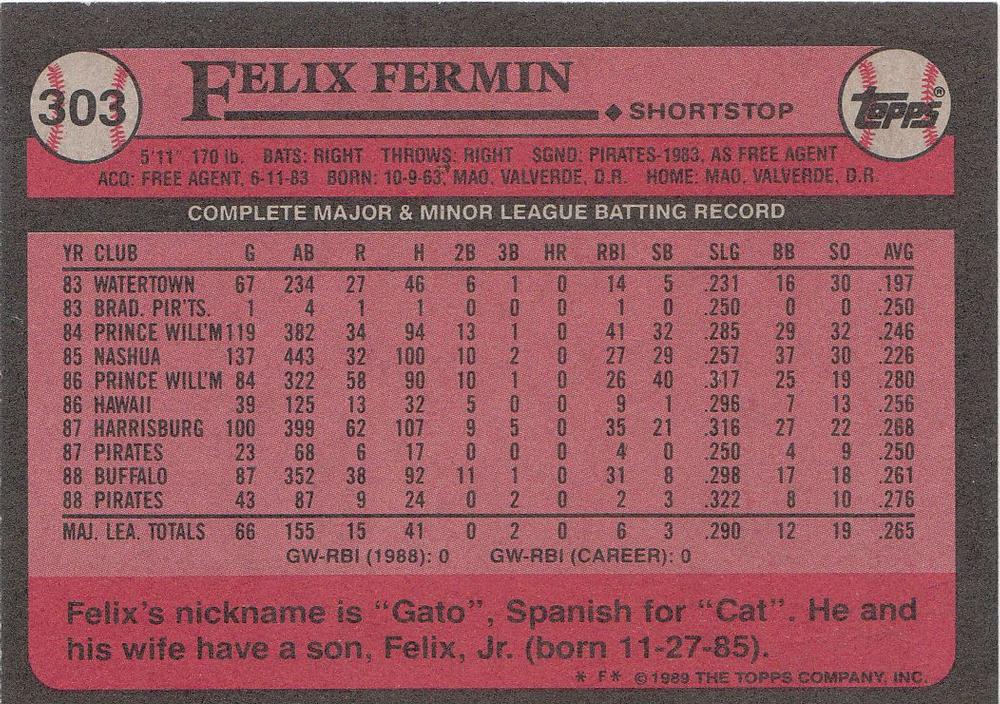 303
FELIX FERMIN
◆ SHORTSTOP
TOPPS®
5'11" 170 lb. BATS: RIGHT THROWS: RIGHT SGND: PIRATES-1983, AS FREE AGENT
ACQ: FREE AGENT, 6-11-83 BORN: 10-9-63, MAO, VALVERDE, D.R. HOME: MAO, VALVERDE, D.R.
COMPLETE MAJOR & MINOR LEAGUE BATTING RECORD
YR CLUB G AB R H 2B 3B HR RBI SB SLG BB SO AVG
83 WATERTOWN 67 234 27 46 6 1 0 14 5 .231 16 30 .197
83 BRAD. PIR'TS. 1 4 1 1 0 0 0 1 0 .250 0 0 .250
84 PRINCE WILL'M 119 382 34 94 13 1 0 41 32 .285 29 32 .246
85 NASHUA 137 443 32 100 10 2 0 27 29 .257 37 30 .226
86 PRINCE WILL'M 84 322 58 90 10 1 0 26 40 .317 25 19 .280
86 HAWAII 39 125 13 32 5 0 0 9 1 .296 7 13 .256
87 HARRISBURG 100 399 62 107 9 5 0 35 21 .316 27 22 .268
87 PIRATES 23 68 6 17 0 0 0 4 0 .250 4 9 .250
88 BUFFALO 87 352 38 92 11 1 0 31 8 .298 17 18 .261
88 PIRATES 43 87 9 24 0 2 0 2 3 .322 8 10 .276
MAJ. LEA. TOTALS 66 155 15 41 0 2 0 6 3 .290 12 19 .265
GW-RBI (1988): 0 GW-RBI (CAREER): 0
Felix's nickname is "Gato", Spanish for "Cat". He and
his wife have a son, Felix, Jr. (born 11-27-85).
* F* © 1989 THE TOPPS COMPANY, INC.